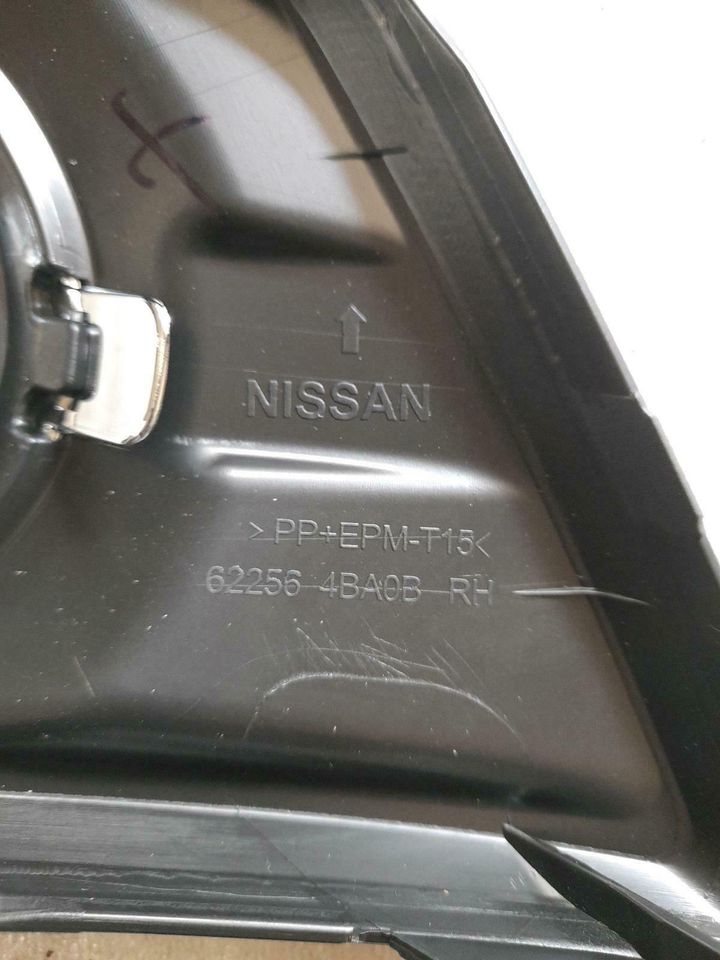 NISSAN
>PP+EPM-T15<
62256 4BA0B RH